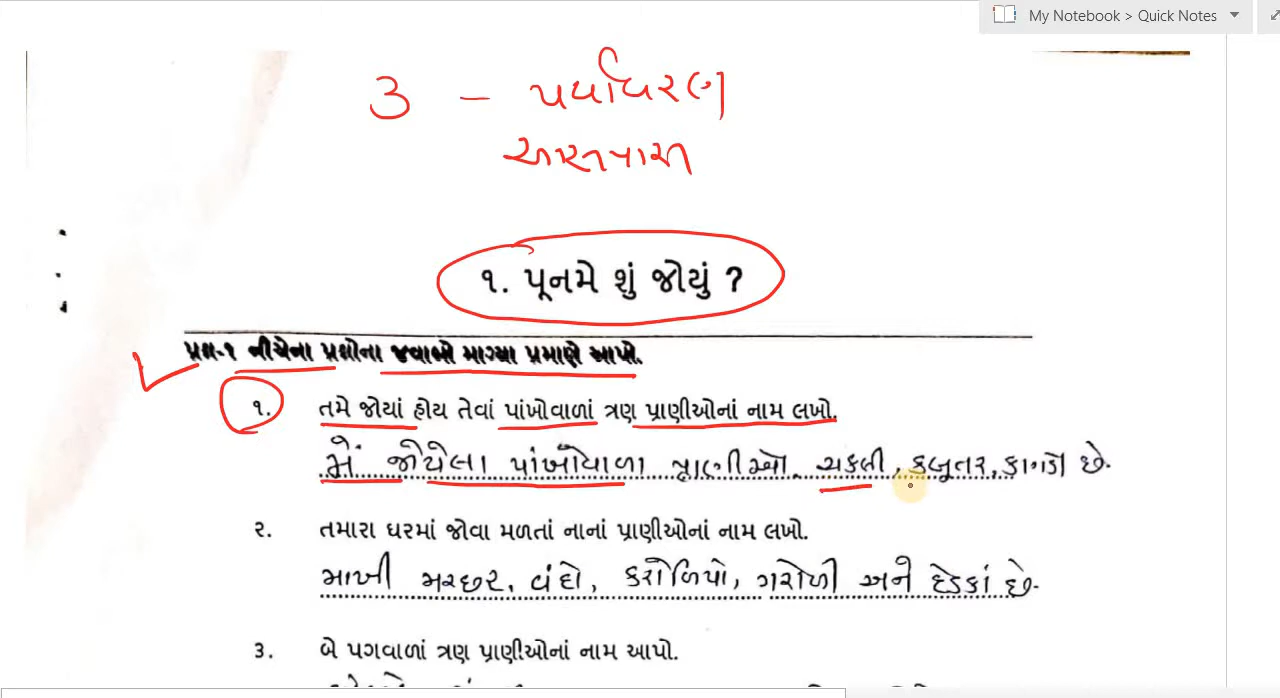 My Notebook > Quick Notes
3 - પર્યાવરણ
આસપાસ
૧. પૂનમે શું જોયું ?
પ્રશ્ન-૧ નીચેના પ્રશ્નોના જવાબો માગ્યા પ્રમાણે આપો.
૧. તમે જોયાં હોય તેવાં પાંખોવાળાં ત્રણ પ્રાણીઓનાં નામ લખો.
મેં જોયેલા પાંખોવાળા પ્રાણીઓ ચકલી, કબૂતર, કાગડો છે.
૨. તમારા ઘરમાં જોવા મળતાં નાનાં પ્રાણીઓનાં નામ લખો.
માખી મચ્છર, વંદો, કરોળિયો, ગરોળી અને દેડકાં છે.
૩. બે પગવાળાં ત્રણ પ્રાણીઓનાં નામ આપો.